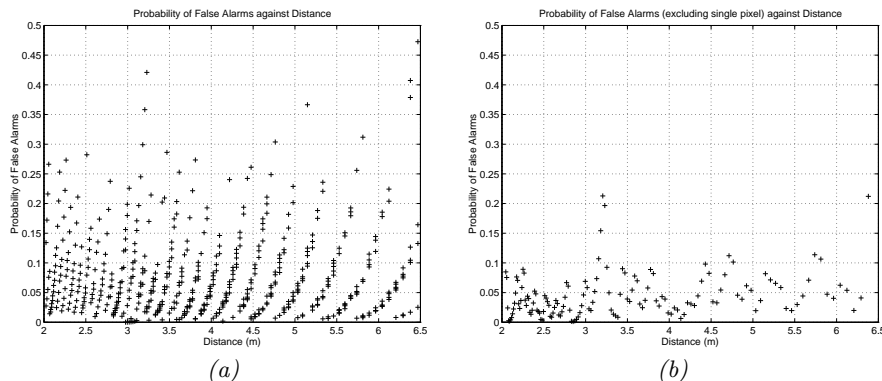 Probability of False Alarms against Distance
0.5
0.45
0.4
0.35
0.3
0.25
0.2
0.15
0.1
0.05
0
Probability of False Alarms
2 2.5 3 3.5 4 4.5 5 5.5 6 6.5
Distance (m)
(a)
Probability of False Alarms (excluding single pixel) against Distance
0.5
0.45
0.4
0.35
0.3
0.25
0.2
0.15
0.1
0.05
0
Probability of False Alarms
2 2.5 3 3.5 4 4.5 5 5.5 6 6.5
Distance (m)
(b)